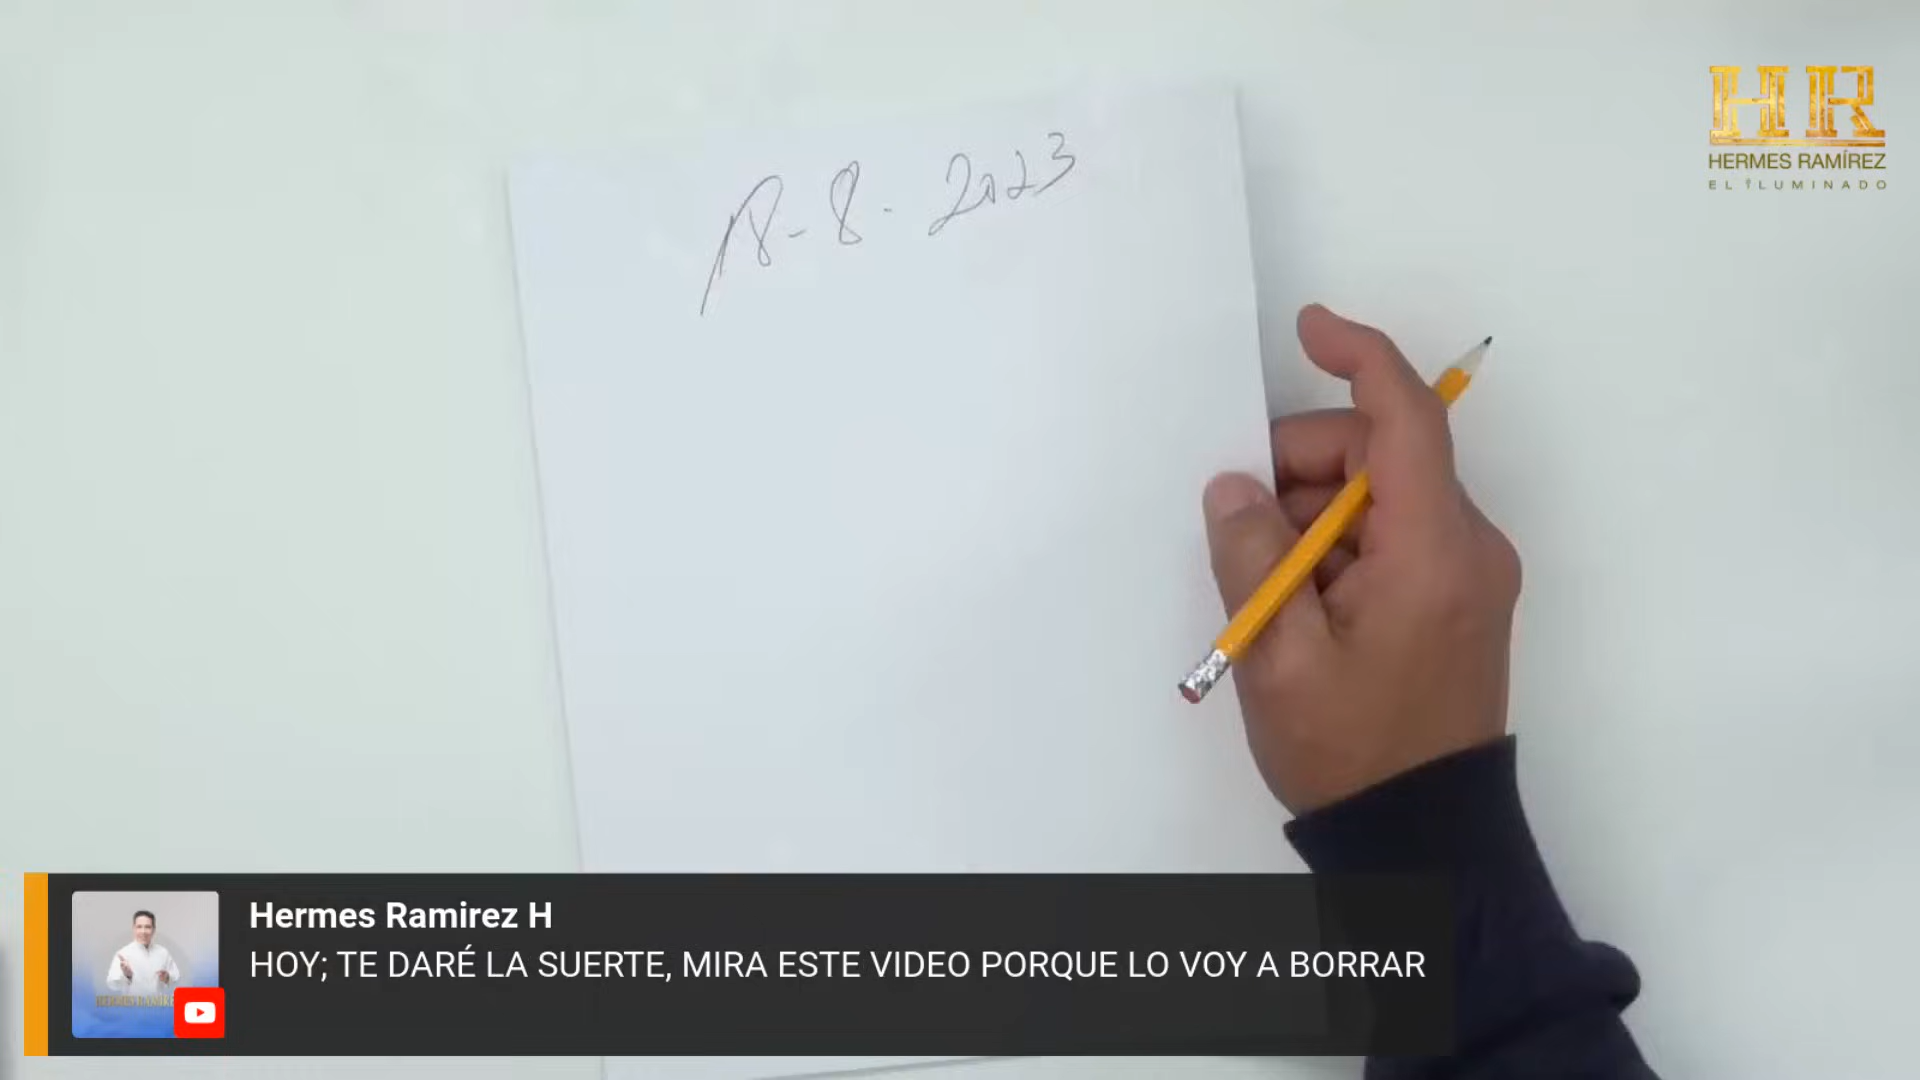 HR
HERMES RAMÍREZ
EL ILUMINADO
18-8-2023
Hermes Ramirez H
HOY; TE DARÉ LA SUERTE, MIRA ESTE VIDEO PORQUE LO VOY A BORRAR